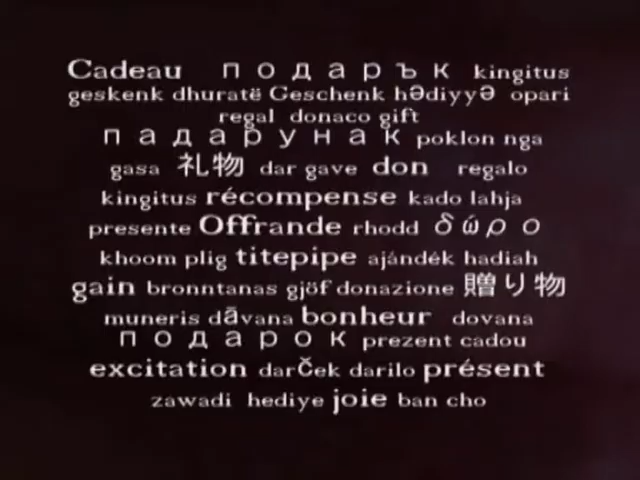 Cadeau подарък kingitus
geskenk dhuratë Geschenk hədiyyə opari
regal donaco gift
падарунак poklon nga
gasa 礼物 dar gave don regalo
kingitus récompense kado lahja
presente Offrande rhodd δώρο
khoom plig titepipe ajándék hadiah
gain bronntanas gjöf donazione 贈り物
muneris dāvana bonheur dovana
подарок prezent cadou
excitation darček darilo présent
zawadi hediye joie ban cho